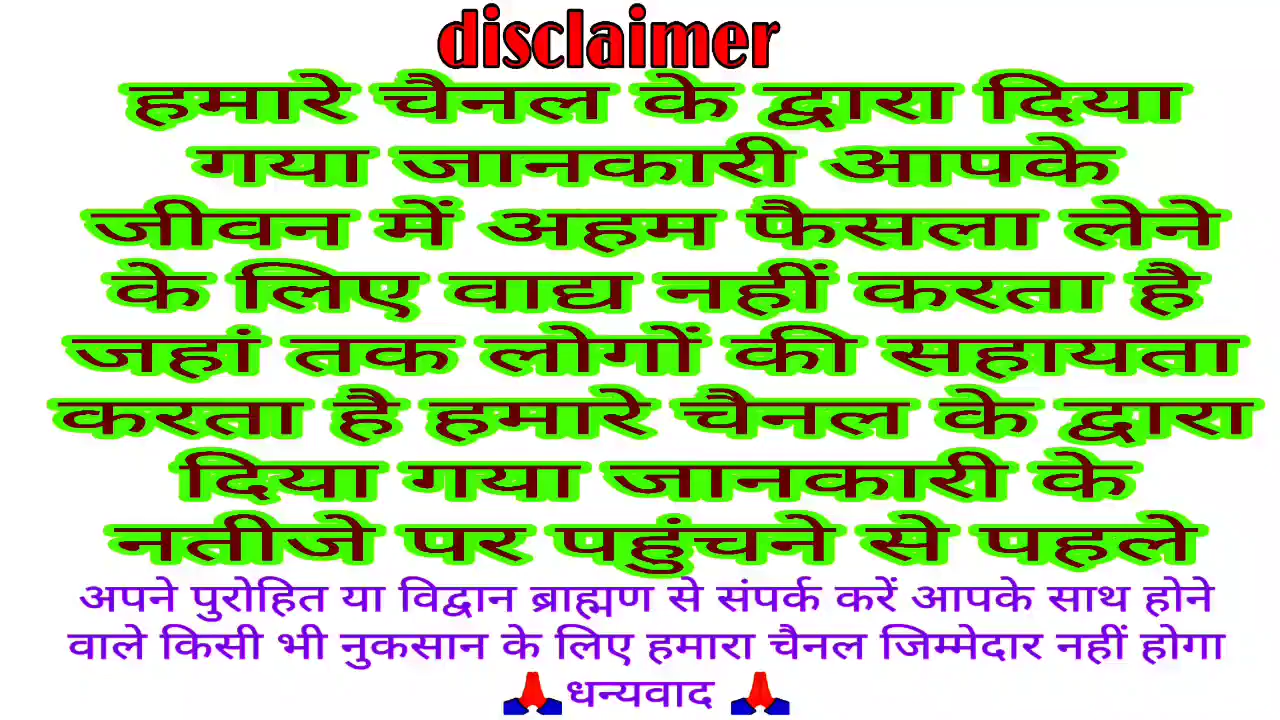 disclaimer
हमारे चैनल के द्वारा दिया
गया जानकारी आपके
जीवन में अहम फैसला लेने
के लिए वाद्य नहीं करता है
जहां तक लोगों की सहायता
करता है हमारे चैनल के द्वारा
दिया गया जानकारी के
नतीजे पर पहुंचने से पहले
अपने पुरोहित या विद्वान ब्राह्मण से संपर्क करें आपके साथ होने
वाले किसी भी नुकसान के लिए हमारा चैनल जिम्मेदार नहीं होगा
🙏धन्यवाद 🙏